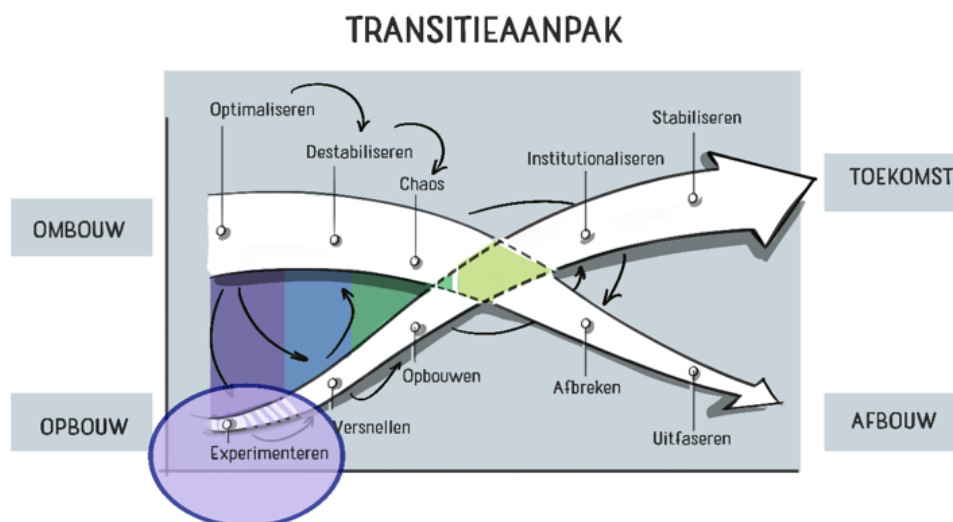 TRANSITIEAANPAK
Optimaliseren
Stabiliseren
Destabiliseren
Institutionaliseren
Chaos
TOEKOMST
OMBOUW
Opbouwen
Afbreken
OPBOUW
Versnellen
AFBOUW
Experimenteren
Uitfaseren